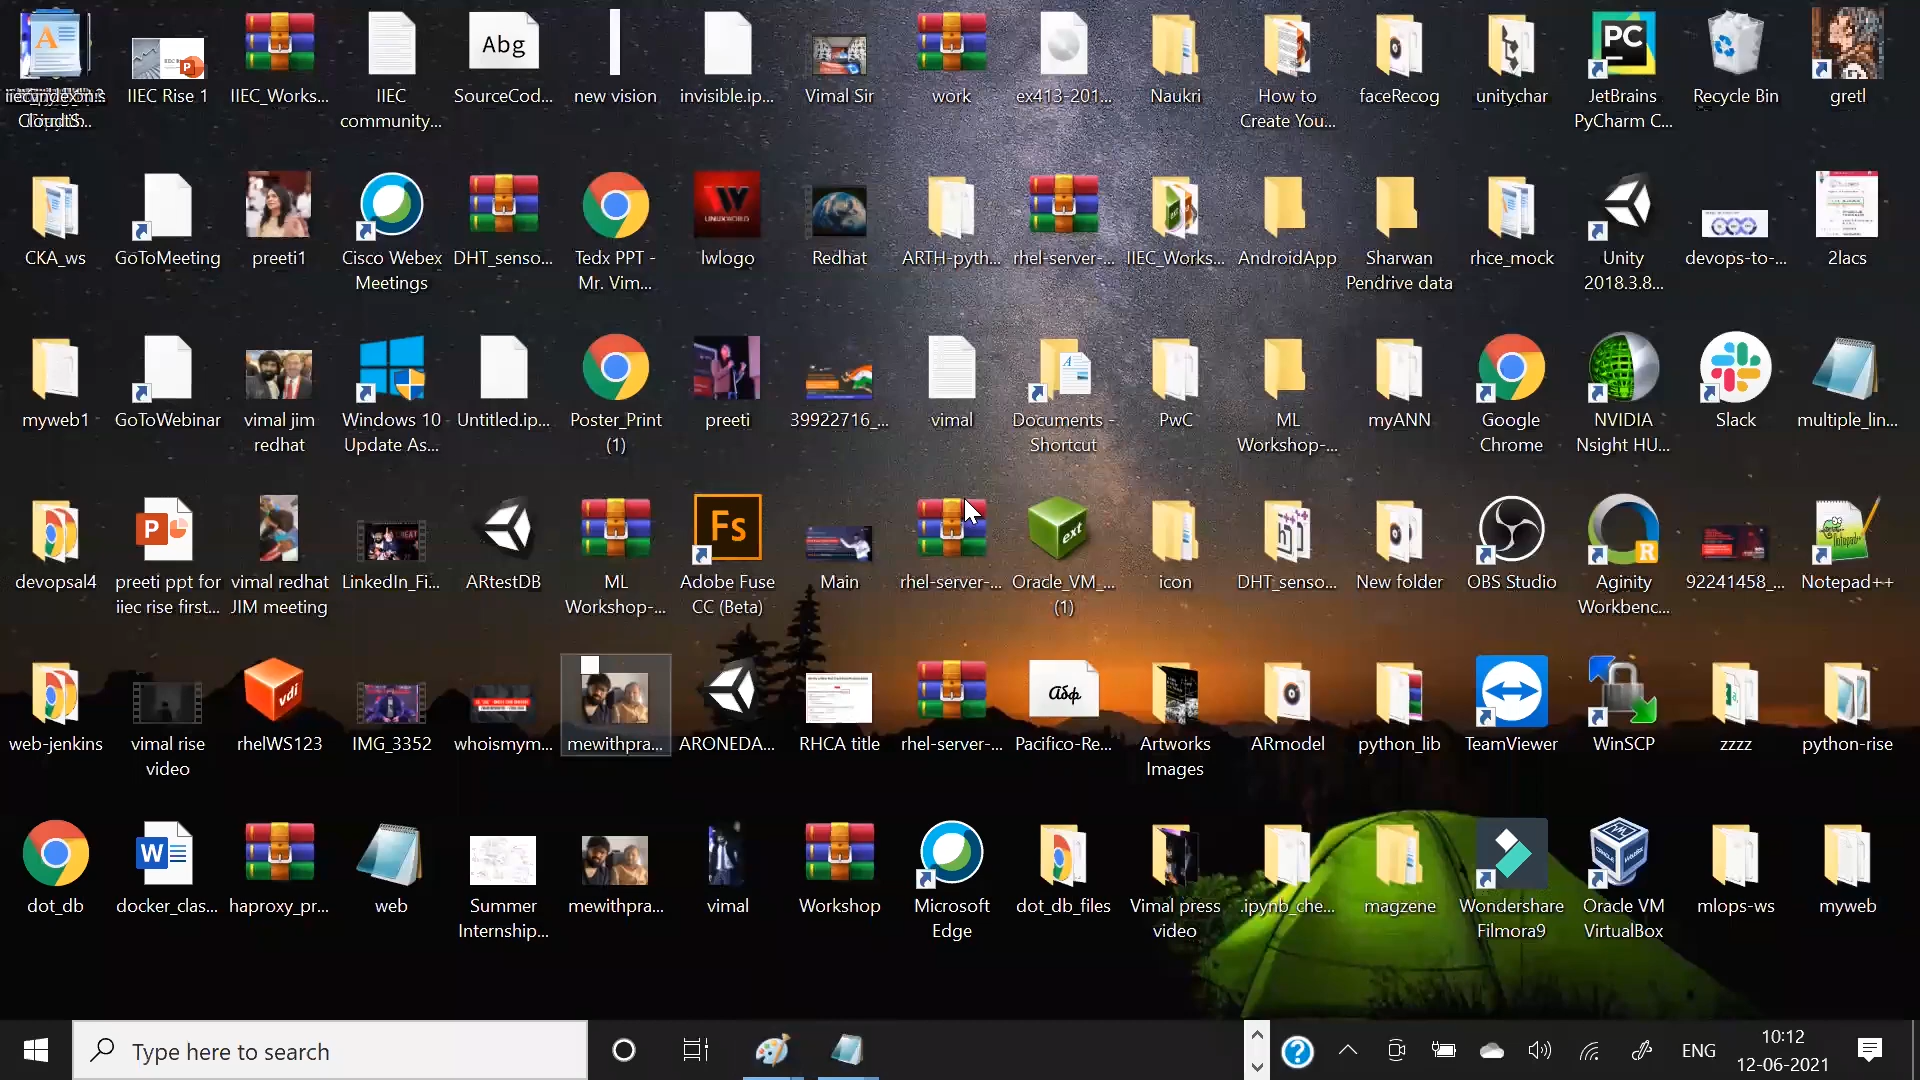 IIEC Rise 1
IIEC_Works...
IIEC
community...
Abg
SourceCod...
new vision
invisible.ip...
Vimal Sir
work
ex413-201...
Naukri
How to
Create You...
faceRecog
unitychar
PC
JetBrains
PyCharm C...
Recycle Bin
gretl
CKA_ws
GoToMeeting
preeti1
Cisco Webex
Meetings
DHT_senso...
Tedx PPT -
Mr. Vim...
LINUXWORLD
lwlogo
Redhat
ARTH-pyth...
rhel-server-...
IIEC_Works...
AndroidApp
Sharwan
Pendrive data
rhce_mock
Unity
2018.3.8...
devops-to-...
2lacs
myweb1
GoToWebinar
vimal jim
redhat
Windows 10
Update As...
Untitled.ip...
Poster_Print
(1)
preeti
39922716_...
vimal
Documents -
Shortcut
PwC
ML
Workshop-...
myANN
Google
Chrome
NVIDIA
Nsight HU...
Slack
multiple_lin...
devopsal4
preeti ppt for
iiec rise first...
vimal redhat
JIM meeting
LinkedIn_Fi...
ARtestDB
ML
Workshop-...
Fs
Adobe Fuse
CC (Beta)
Main
rhel-server-...
ext
Oracle_VM_...
(1)
icon
DHT_senso...
New folder
OBS Studio
Aginity
Workbenc...
92241458_...
Notepad++
web-jenkins
vimal rise
video
vdi
rhelWS123
IMG_3352
whoismym...
mewithpra...
ARONEDA...
RHCA title
rhel-server-...
Абф
Pacifico-Re...
Artworks
Images
ARmodel
python_lib
TeamViewer
WinSCP
zzzz
python-rise
dot_db
docker_clas...
haproxy_pr...
web
Summer
Internship...
mewithpra...
vimal
Workshop
Microsoft
Edge
dot_db_files
Vimal press
video
.ipynb_che...
magzene
Wondershare
Filmora9
Oracle VM
VirtualBox
mlops-ws
myweb
Type here to search
ENG
10:12
12-06-2021